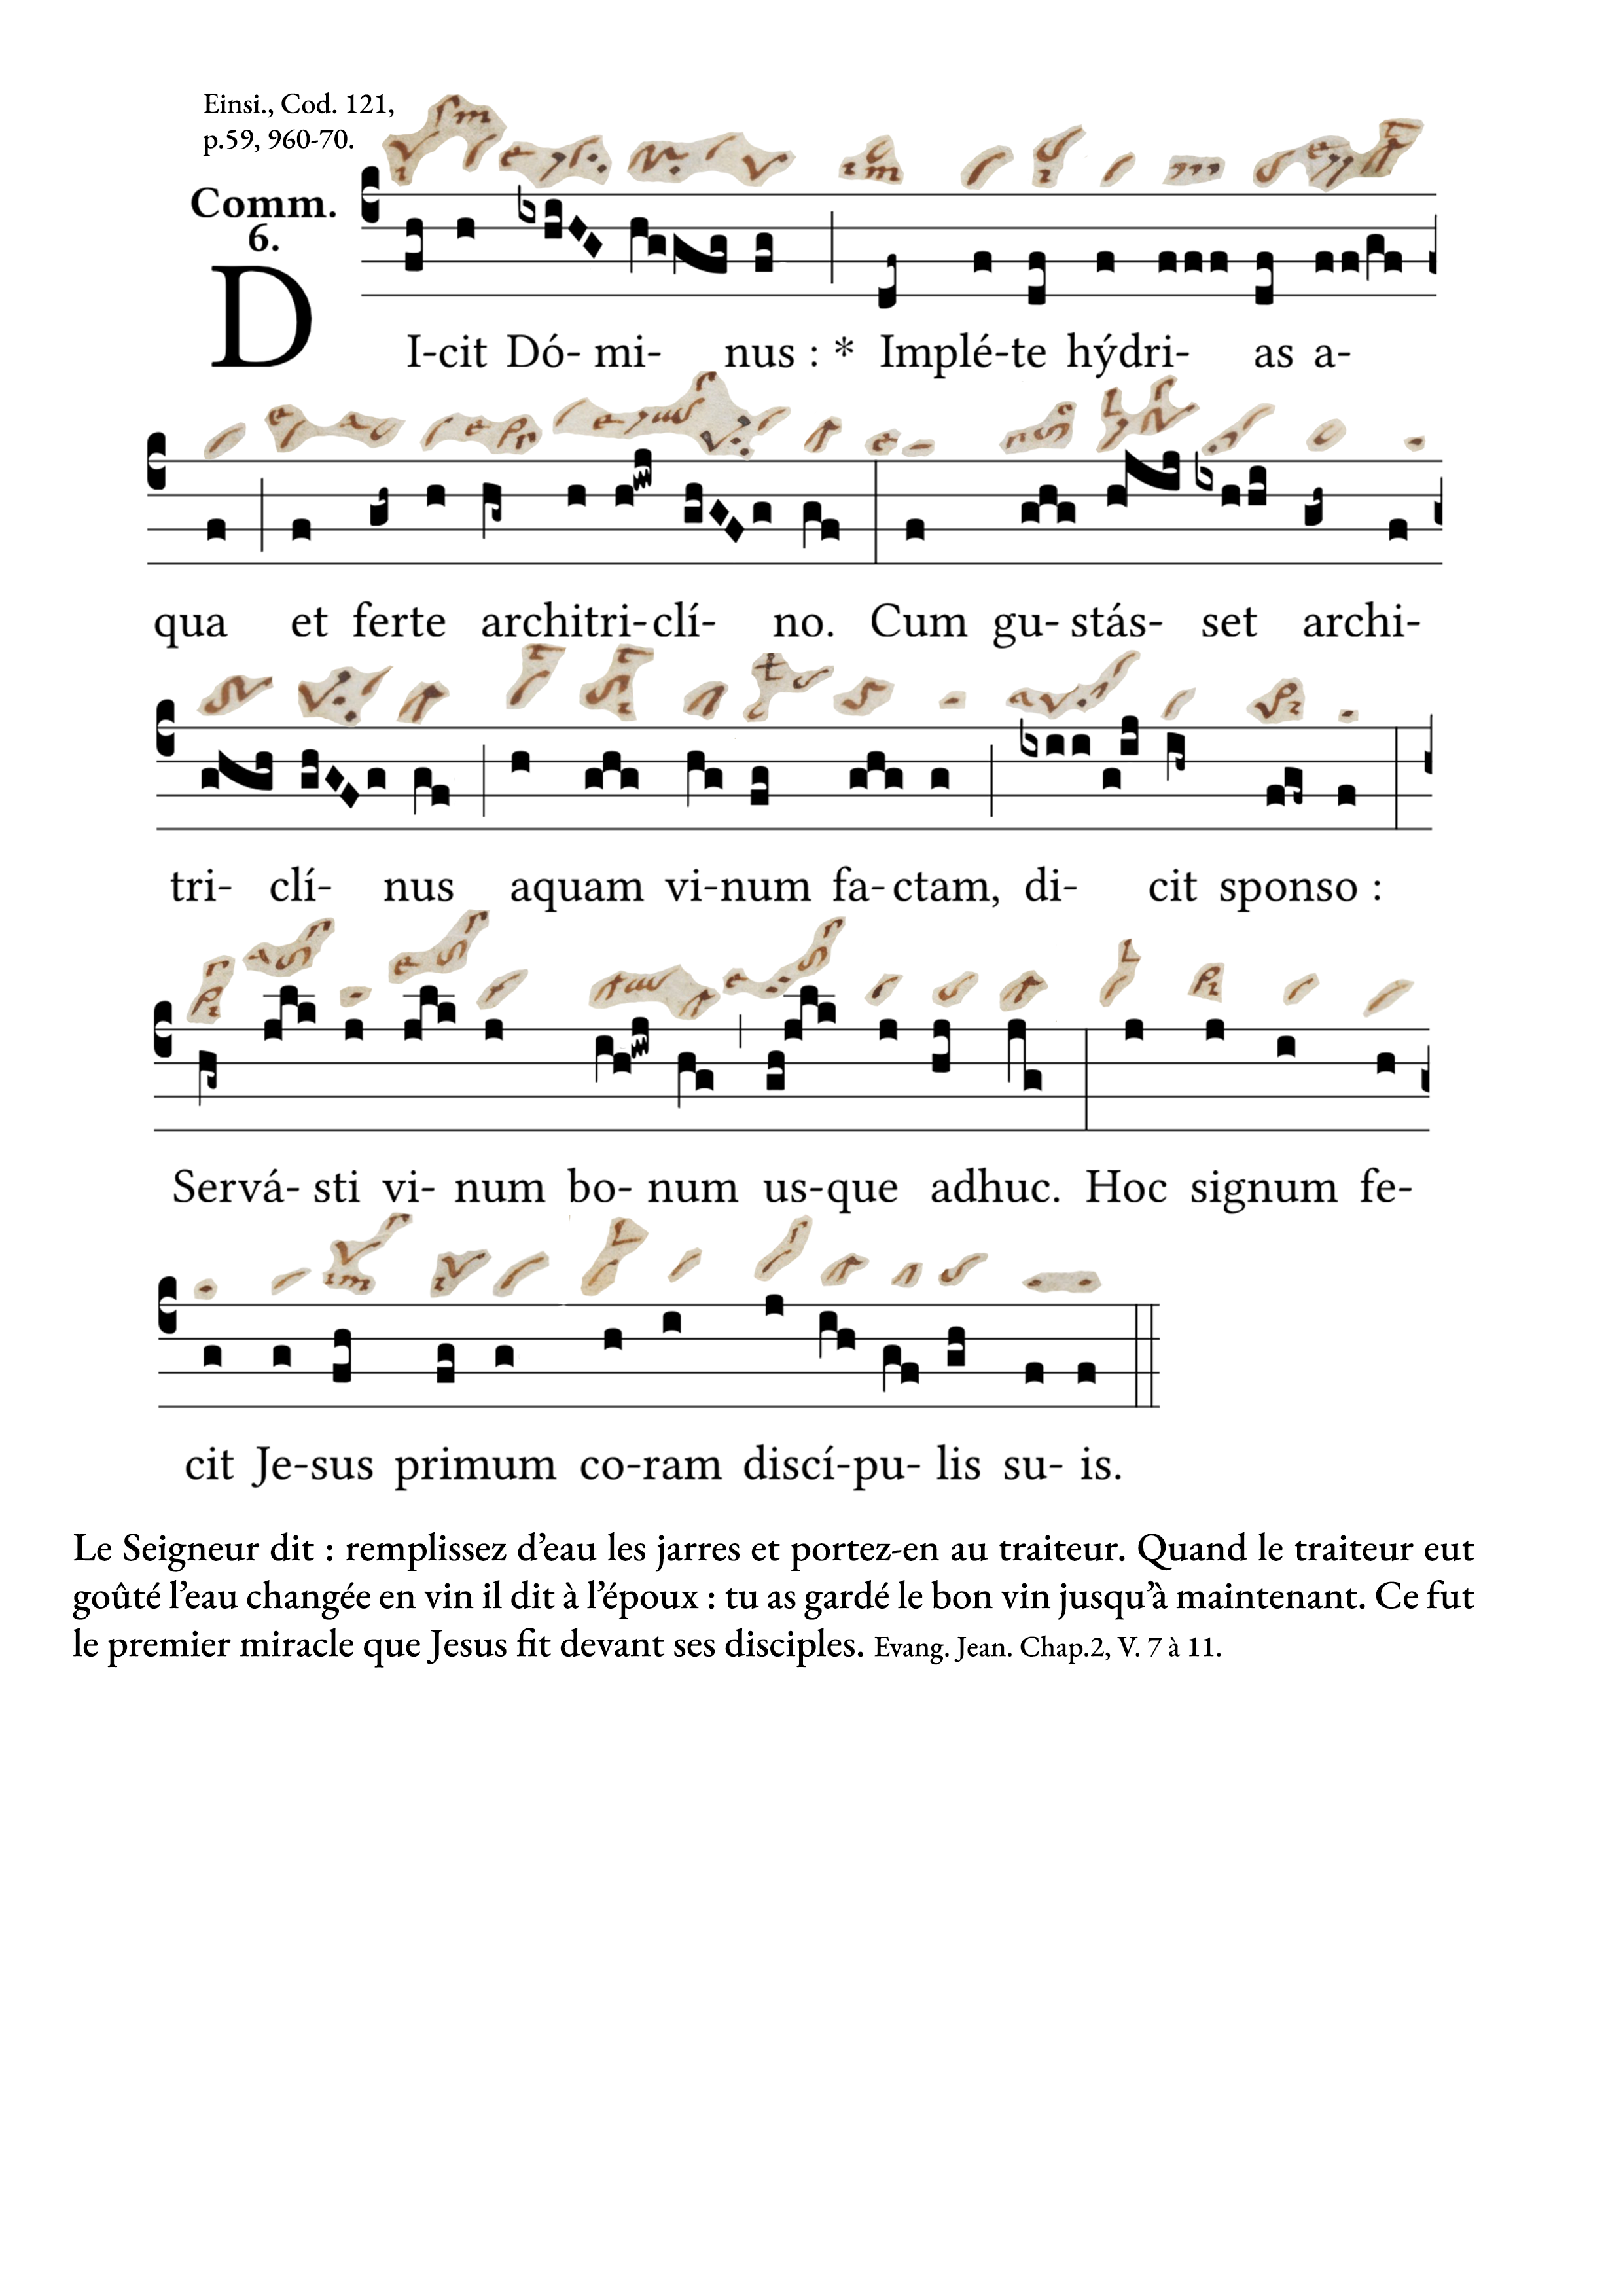 Einsi., Cod. 121,
p.59, 960-70.
Comm.
6.
DI-cit Dó- mi- nus : * Implé-te hýdri- as a-
qua et ferte architri-clí- no. Cum gu- stás- set archi-
tri- clí- nus aquam vi-num fa- ctam, di- cit sponso :
Servá- sti vi- num bo- num us-que adhuc. Hoc signum fe-
cit Je-sus primum co-ram discí-pu- lis su- is.
Le Seigneur dit : remplissez d’eau les jarres et portez-en au traiteur. Quand le traiteur eut
goûté l’eau changée en vin il dit à l’époux : tu as gardé le bon vin jusqu’à maintenant. Ce fut
le premier miracle que Jesus fit devant ses disciples. Evang. Jean. Chap.2, V. 7 à 11.